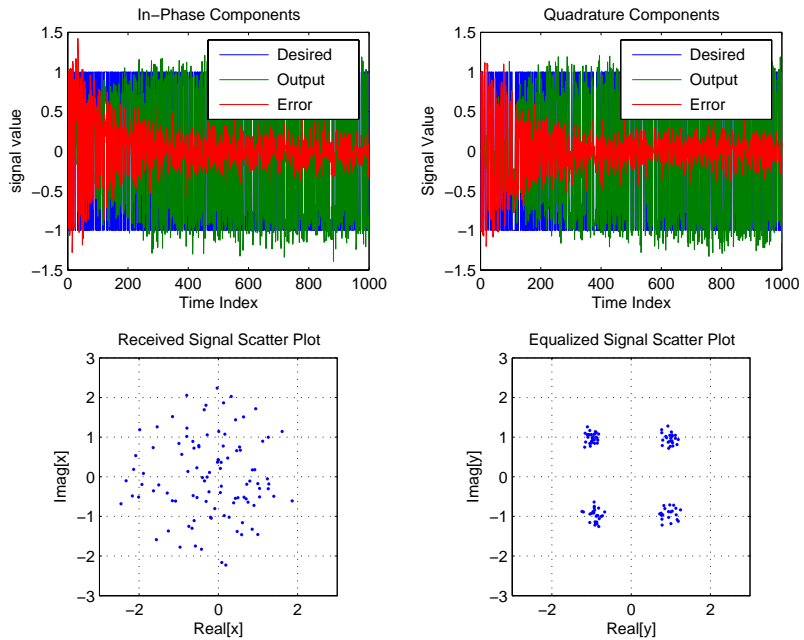 In−Phase Components
1.5
1
0.5
0
−0.5
−1
−1.5
signal value
0
200
400
600
800
1000
Time Index
Desired
Output
Error
Quadrature Components
1.5
1
0.5
0
−0.5
−1
−1.5
Signal Value
0
200
400
600
800
1000
Time Index
Desired
Output
Error
Received Signal Scatter Plot
3
2
1
0
−1
−2
−3
Imag[x]
−2
0
2
Real[x]
Equalized Signal Scatter Plot
3
2
1
0
−1
−2
−3
Imag[y]
−2
0
2
Real[y]